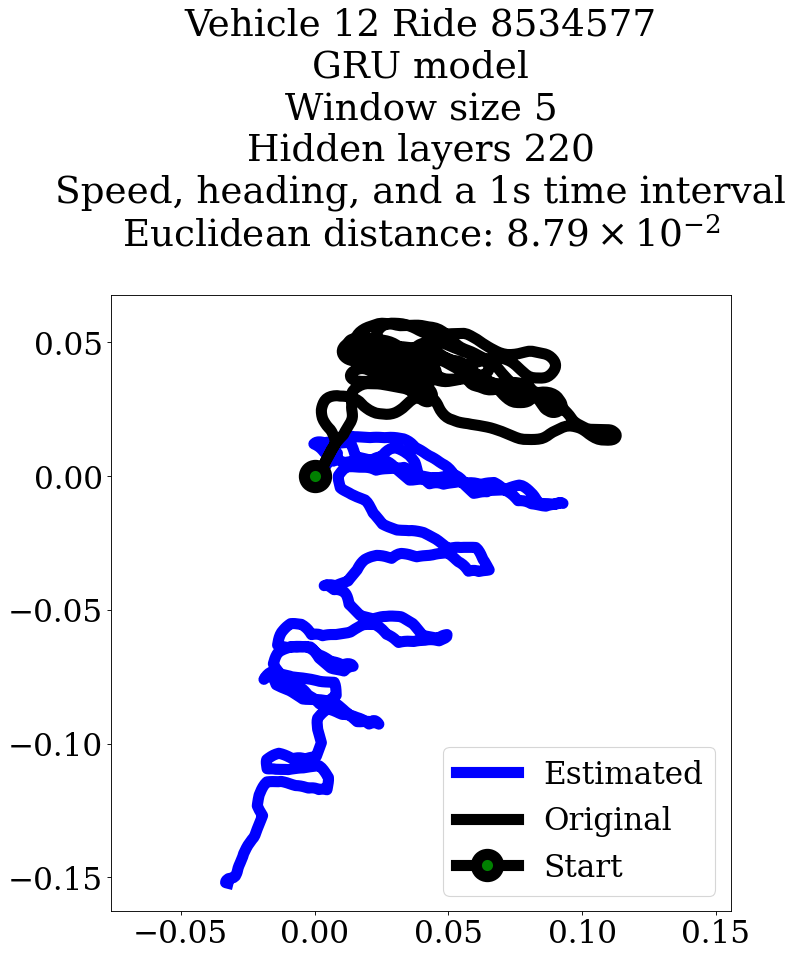 Vehicle 12 Ride 8534577
GRU model
Window size 5
Hidden layers 220
Speed, heading, and a 1s time interval
Euclidean distance: 8.79 × 10⁻²
0.05
0.00
−0.05
−0.10
−0.15
Estimated
Original
Start
−0.05 0.00 0.05 0.10 0.15